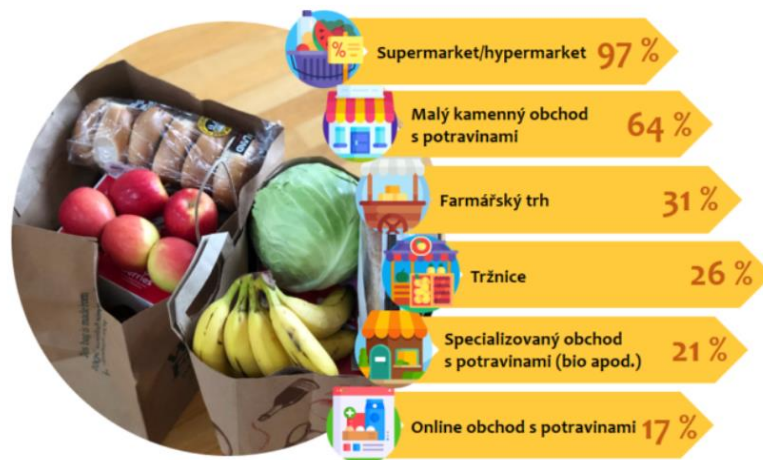 %
Supermarket/hypermarket 97 %
Malý kamenný obchod
s potravinami 64 %
Farmářský trh 31 %
Tržnice 26 %
Specializovaný obchod
s potravinami (bio apod.) 21 %
Online obchod s potravinami 17 %